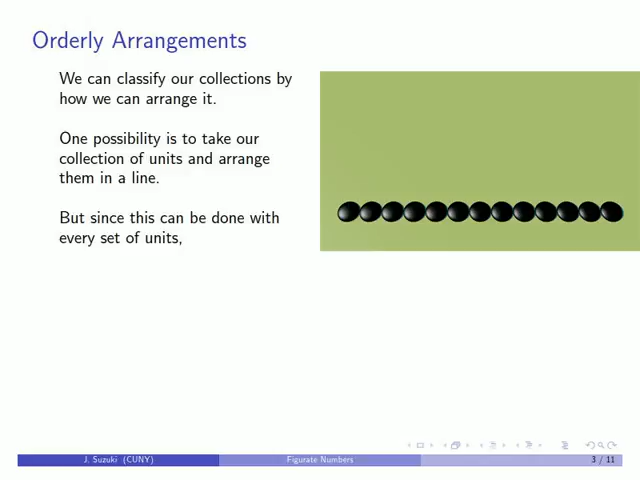 Orderly Arrangements
We can classify our collections by
how we can arrange it.
One possibility is to take our
collection of units and arrange
them in a line.
But since this can be done with
every set of units,
J. Suzuki (CUNY)
Figurate Numbers
3 / 11